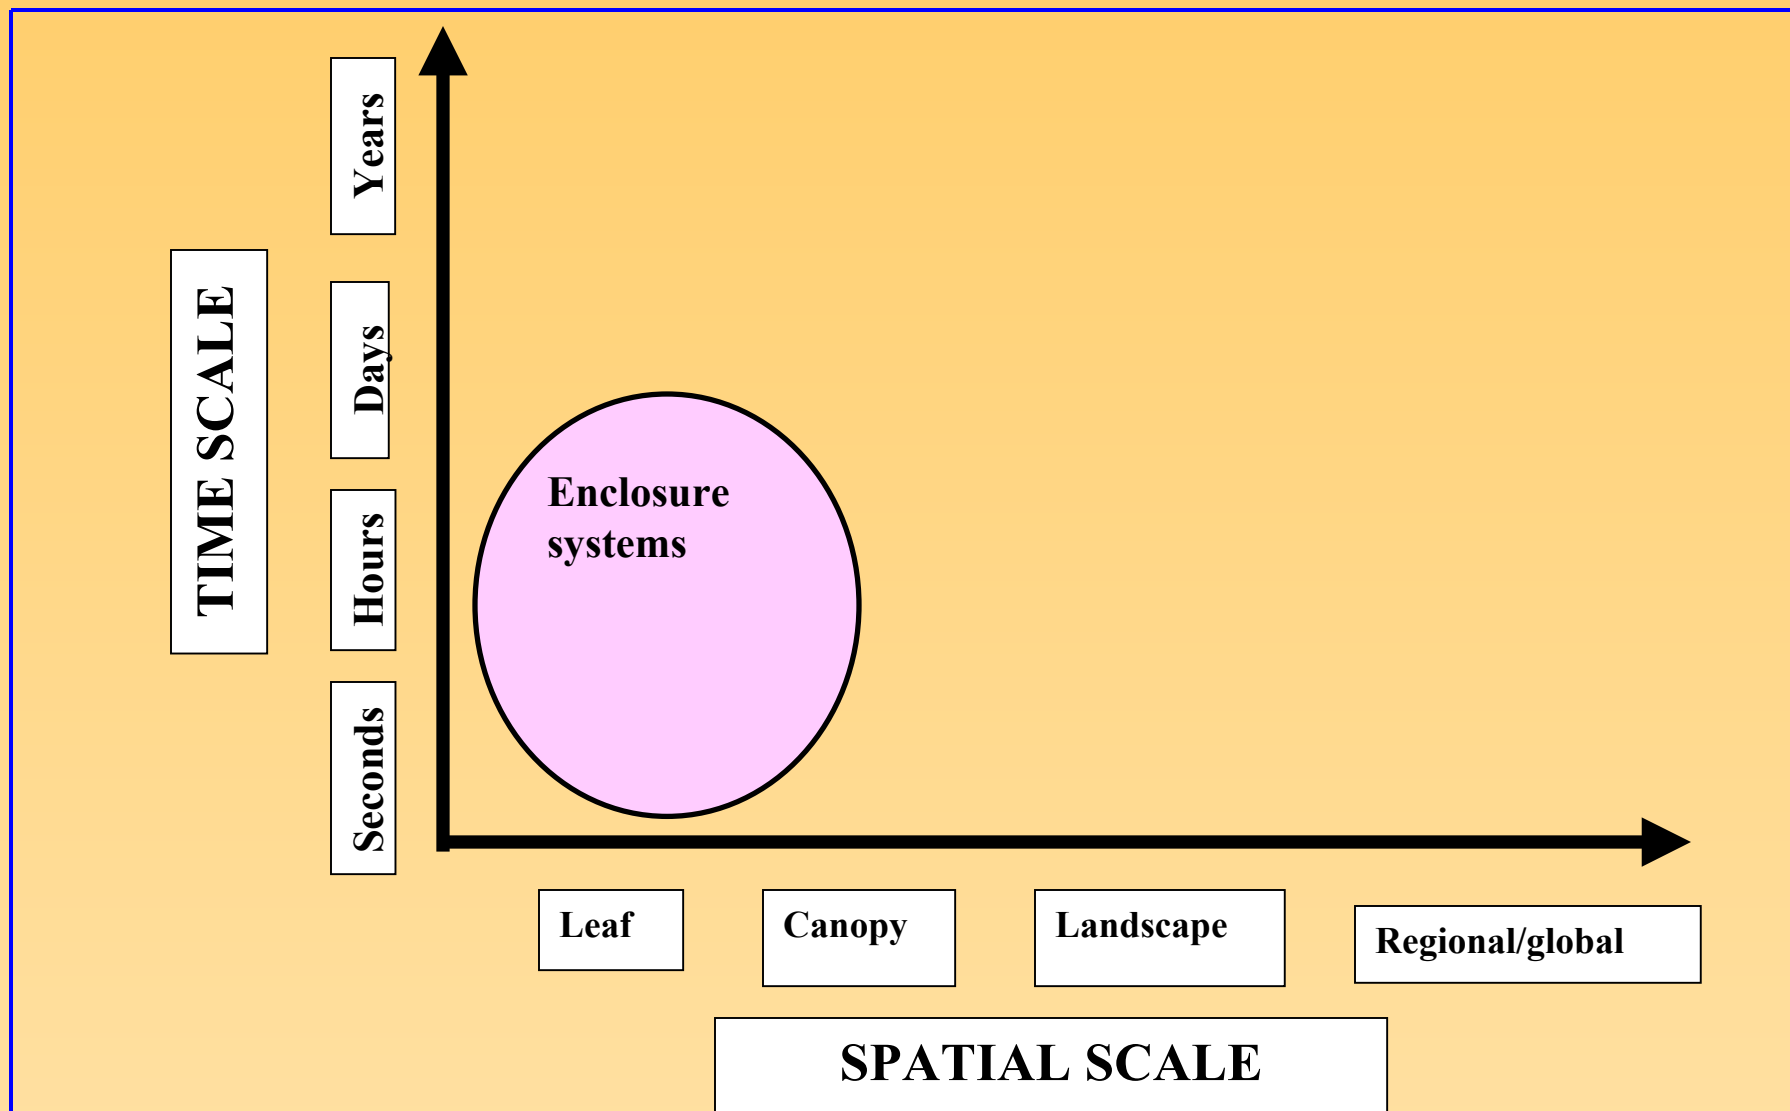 Years
Days
Hours
Seconds
TIME SCALE
Enclosure
systems
Leaf
Canopy
Landscape
Regional/global
SPATIAL SCALE